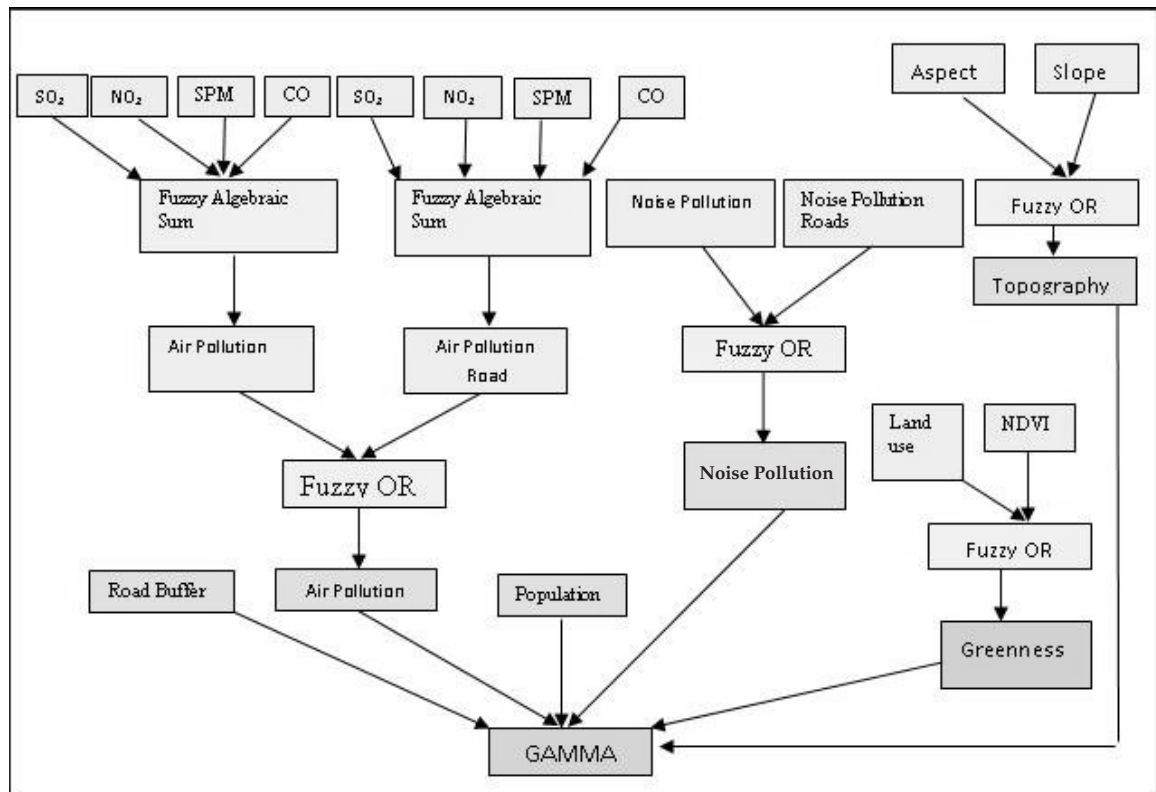 Aspect
Slope
SO₂
NO₂
SPM
CO
SO₂
NO₂
SPM
CO
Fuzzy Algebraic
Sum
Fuzzy Algebraic
Sum
Noise Pollution
Noise Pollution
Roads
Fuzzy OR
Topography
Air Pollution
Air Pollution
Road
Fuzzy OR
Land
use
NDVI
Fuzzy OR
Noise Pollution
Fuzzy OR
Road Buffer
Air Pollution
Population
Greenness
GAMMA